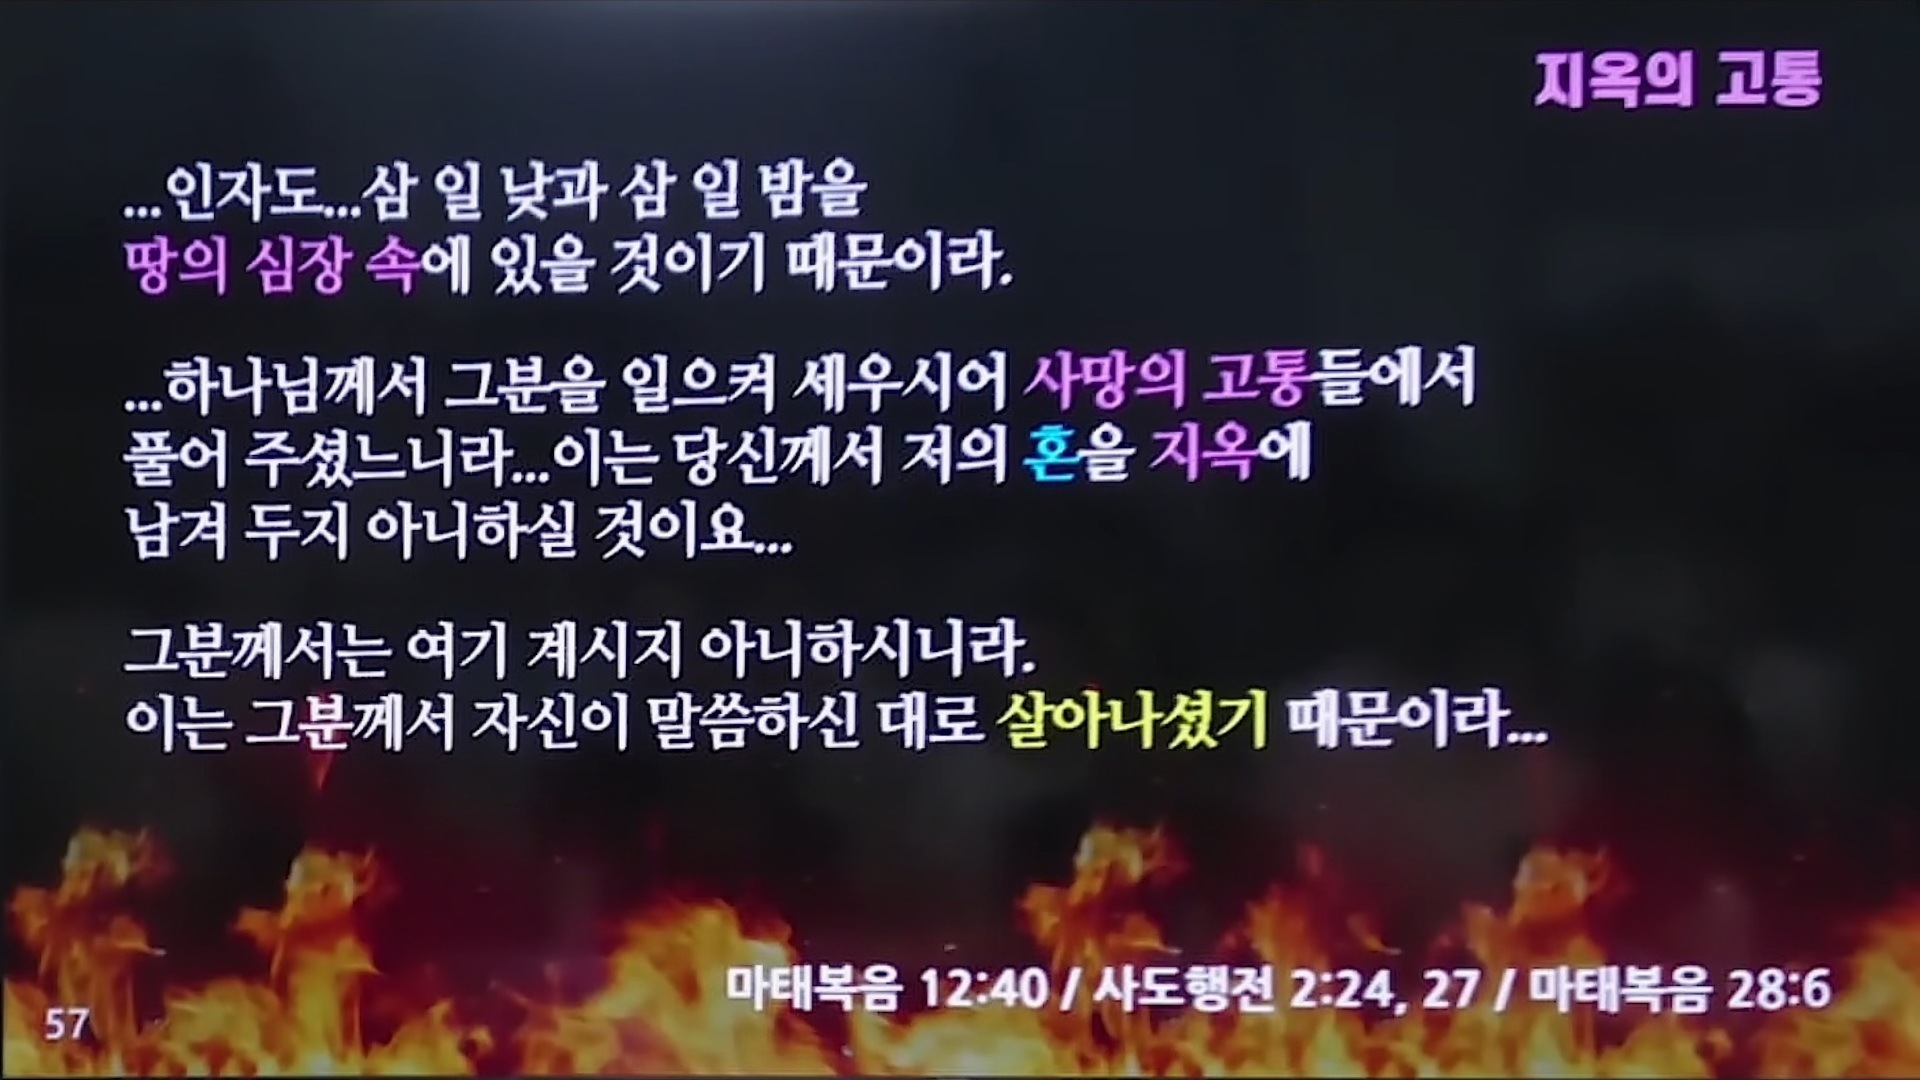 지옥의 고통
...인자도...삼 일 낮과 삼 일 밤을
땅의 심장 속에 있을 것이기 때문이라.
...하나님께서 그분을 일으켜 세우시어 사망의 고통들에서
풀어 주셨느니라...이는 당신께서 저의 혼을 지옥에
남겨 두지 아니하실 것이요...
그분께서는 여기 계시지 아니하시니라.
이는 그분께서 자신이 말씀하신 대로 살아나셨기 때문이라...
마태복음 12:40 / 사도행전 2:24, 27 / 마태복음 28:6
57